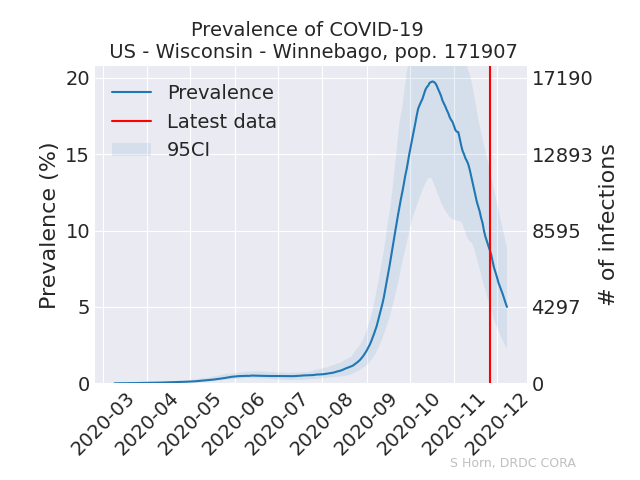 Prevalence of COVID-19
US - Wisconsin - Winnebago, pop. 171907
Prevalence (%)
20
15
10
5
0
Prevalence
Latest data
95CI
17190
12893
8595
4297
0
# of infections
2020-03
2020-04
2020-05
2020-06
2020-07
2020-08
2020-09
2020-10
2020-11
2020-12
S Horn, DRDC CORA